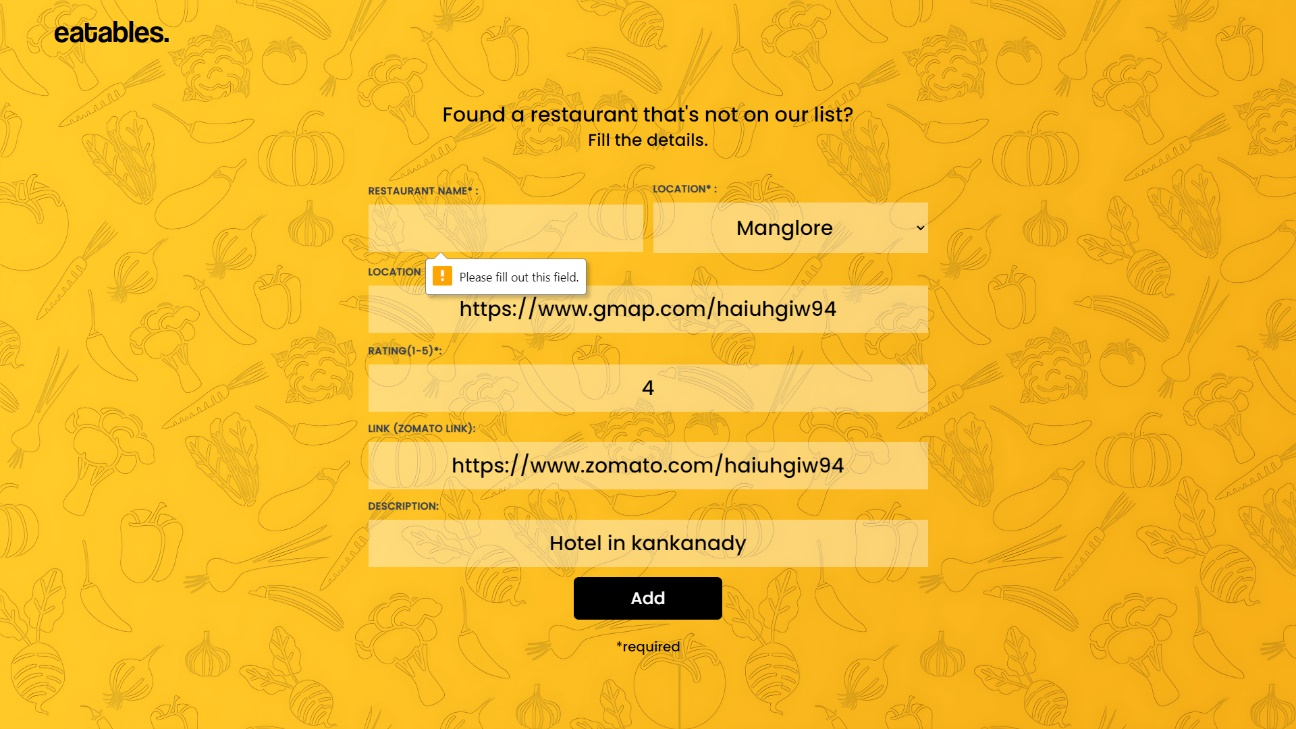 eatables.
Found a restaurant that's not on our list?
Fill the details.
RESTAURANT NAME* :
LOCATION* :
Manglore
Please fill out this field.
LOCATION
https://www.gmap.com/haiuhgiw94
RATING(1-5)*:
4
LINK (ZOMATO LINK):
https://www.zomato.com/haiuhgiw94
DESCRIPTION:
Hotel in kankanady
Add
*required